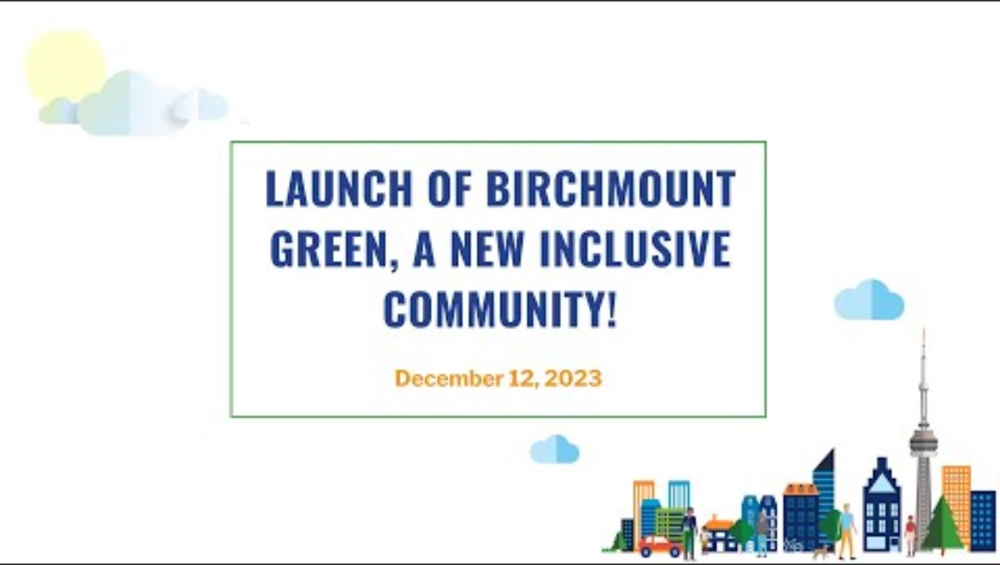 LAUNCH OF BIRCHMOUNT
GREEN, A NEW INCLUSIVE
COMMUNITY!
December 12, 2023